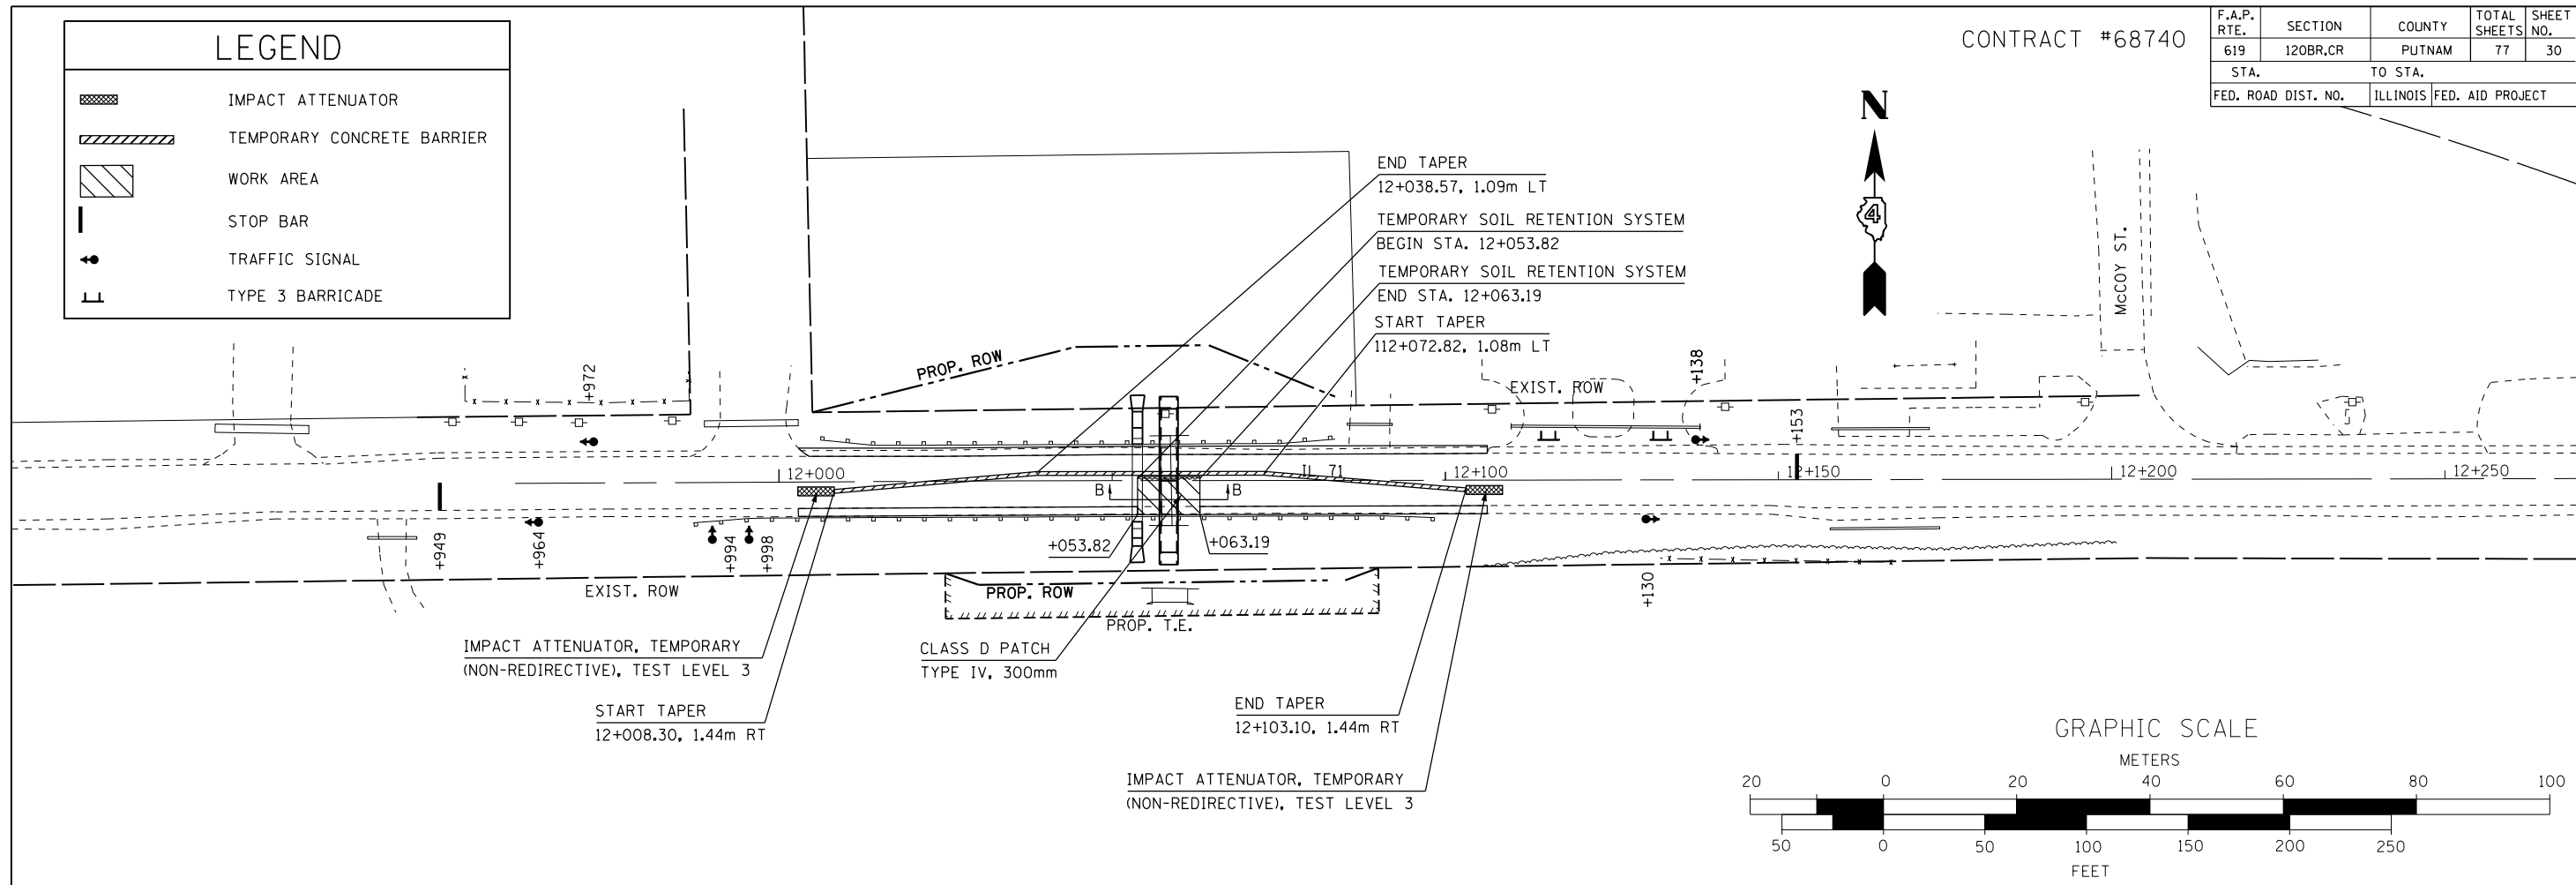 LEGEND
IMPACT ATTENUATOR
TEMPORARY CONCRETE BARRIER
WORK AREA
STOP BAR
TRAFFIC SIGNAL
TYPE 3 BARRICADE
CONTRACT #68740
F.A.P. RTE. SECTION COUNTY TOTAL SHEETS SHEET NO.
619 120BR,CR PUTNAM 77 30
STA. TO STA.
FED. ROAD DIST. NO. ILLINOIS FED. AID PROJECT
N
4
END TAPER
12+038.57, 1.09m LT
TEMPORARY SOIL RETENTION SYSTEM
BEGIN STA. 12+053.82
TEMPORARY SOIL RETENTION SYSTEM
END STA. 12+063.19
START TAPER
112+072.82, 1.08m LT
McCOY ST.
PROP. ROW
EXIST. ROW
+972
+138
+153
12+000
IL 71
12+100
12+150
12+200
12+250
B
B
+949
+964
+994
+998
+053.82
+063.19
+130
EXIST. ROW
PROP. ROW
PROP. T.E.
IMPACT ATTENUATOR, TEMPORARY
(NON-REDIRECTIVE), TEST LEVEL 3
START TAPER
12+008.30, 1.44m RT
CLASS D PATCH
TYPE IV, 300mm
END TAPER
12+103.10, 1.44m RT
IMPACT ATTENUATOR, TEMPORARY
(NON-REDIRECTIVE), TEST LEVEL 3
GRAPHIC SCALE
METERS
20 0 20 40 60 80 100
50 0 50 100 150 200 250
FEET